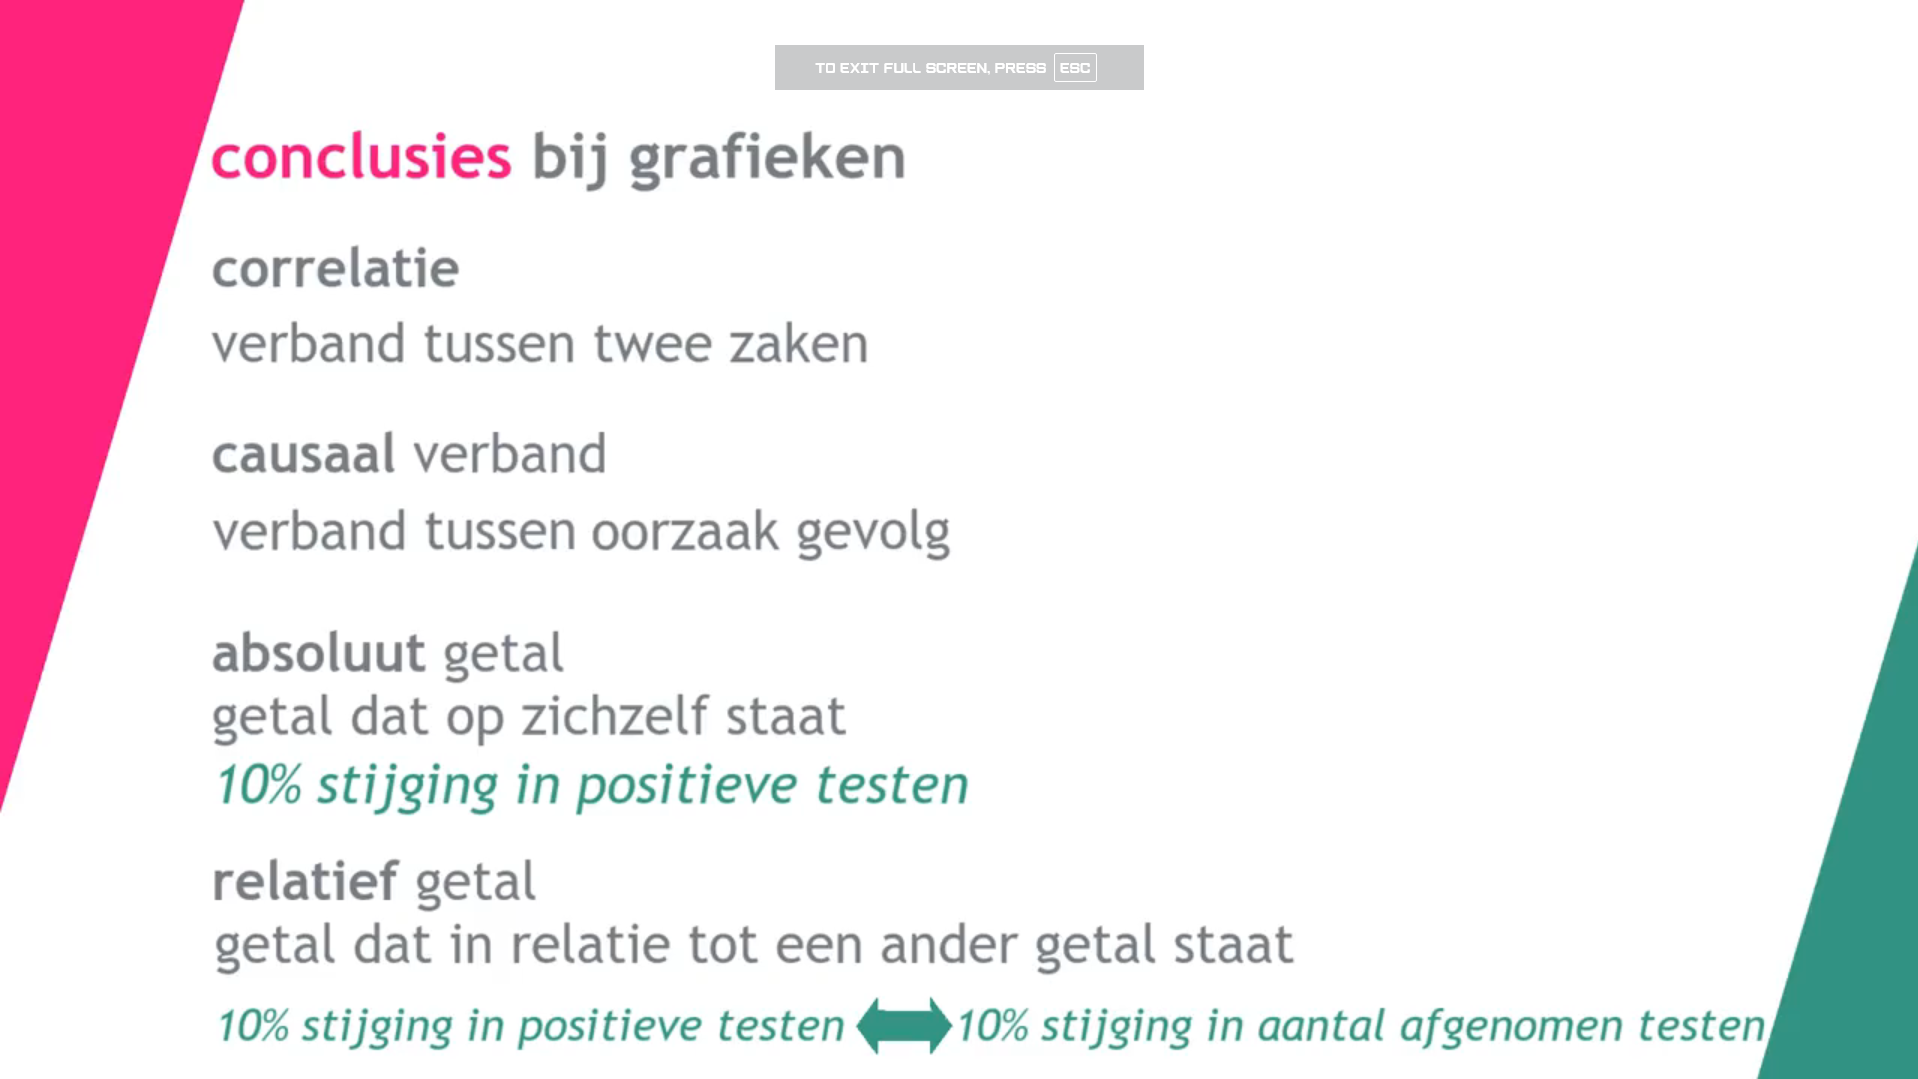 TO EXIT FULL SCREEN, PRESS ESC
conclusies bij grafieken
correlatie
verband tussen twee zaken
causaal verband
verband tussen oorzaak gevolg
absoluut getal
getal dat op zichzelf staat
10% stijging in positieve testen
relatief getal
getal dat in relatie tot een ander getal staat
10% stijging in positieve testen 10% stijging in aantal afgenomen testen